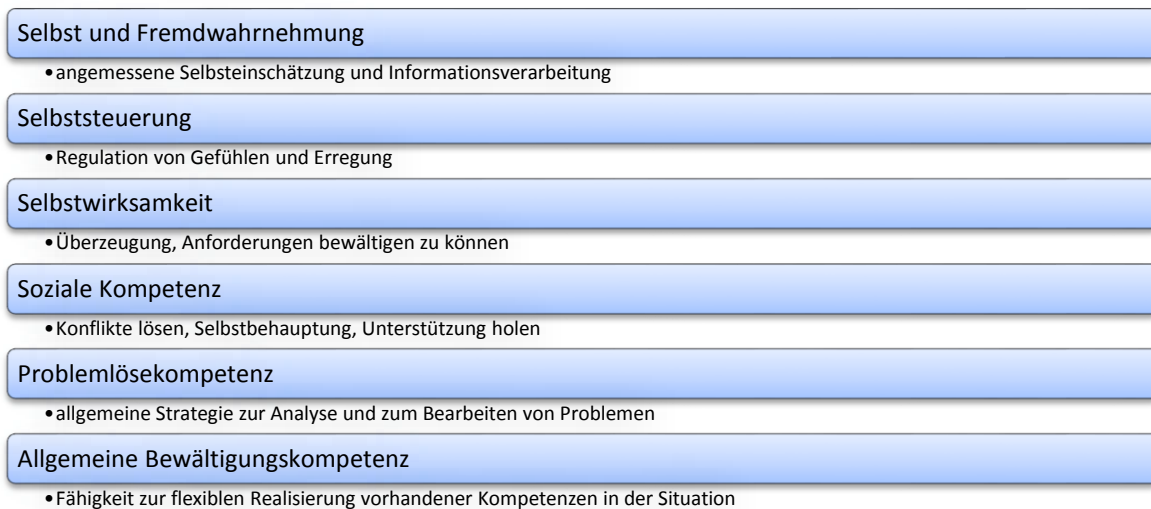 Selbst und Fremdwahrnehmung
•angemessene Selbsteinschätzung und Informationsverarbeitung
Selbststeuerung
•Regulation von Gefühlen und Erregung
Selbstwirksamkeit
•Überzeugung, Anforderungen bewältigen zu können
Soziale Kompetenz
•Konflikte lösen, Selbstbehauptung, Unterstützung holen
Problemlösekompetenz
•allgemeine Strategie zur Analyse und zum Bearbeiten von Problemen
Allgemeine Bewältigungskompetenz
•Fähigkeit zur flexiblen Realisierung vorhandener Kompetenzen in der Situation